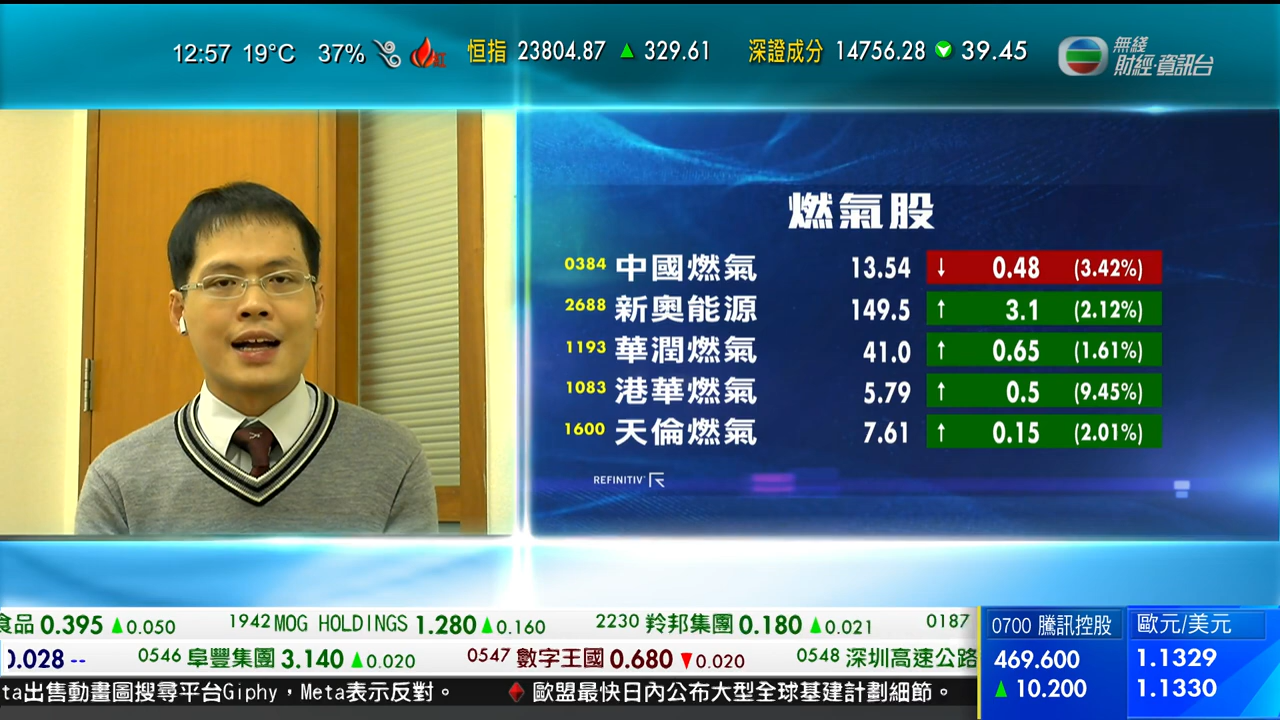 12:57 19°C 37% 紅 恒指 23804.87 ▲ 329.61 深證成分 14756.28 ▼ 39.45 無綫
財經·資訊台
燃氣股
0384 中國燃氣 13.54 ↓ 0.48 (3.42%)
2688 新奧能源 149.5 ↑ 3.1 (2.12%)
1193 華潤燃氣 41.0 ↑ 0.65 (1.61%)
1083 港華燃氣 5.79 ↑ 0.5 (9.45%)
1600 天倫燃氣 7.61 ↑ 0.15 (2.01%)
REFINITIV
食品 0.395 ▲0.050 1942 MOG HOLDINGS 1.280 ▲0.160 2230 羚邦集團 0.180 ▲0.021 0187
0.028 -- 0546 阜豐集團 3.140 ▲0.020 0547 數字王國 0.680 ▼0.020 0548 深圳高速公路
ta出售動畫圖搜尋平台Giphy，Meta表示反對。 ◆ 歐盟最快日內公布大型全球基建計劃細節。
0700 騰訊控股
469.600
▲ 10.200
歐元/美元
1.1329
1.1330